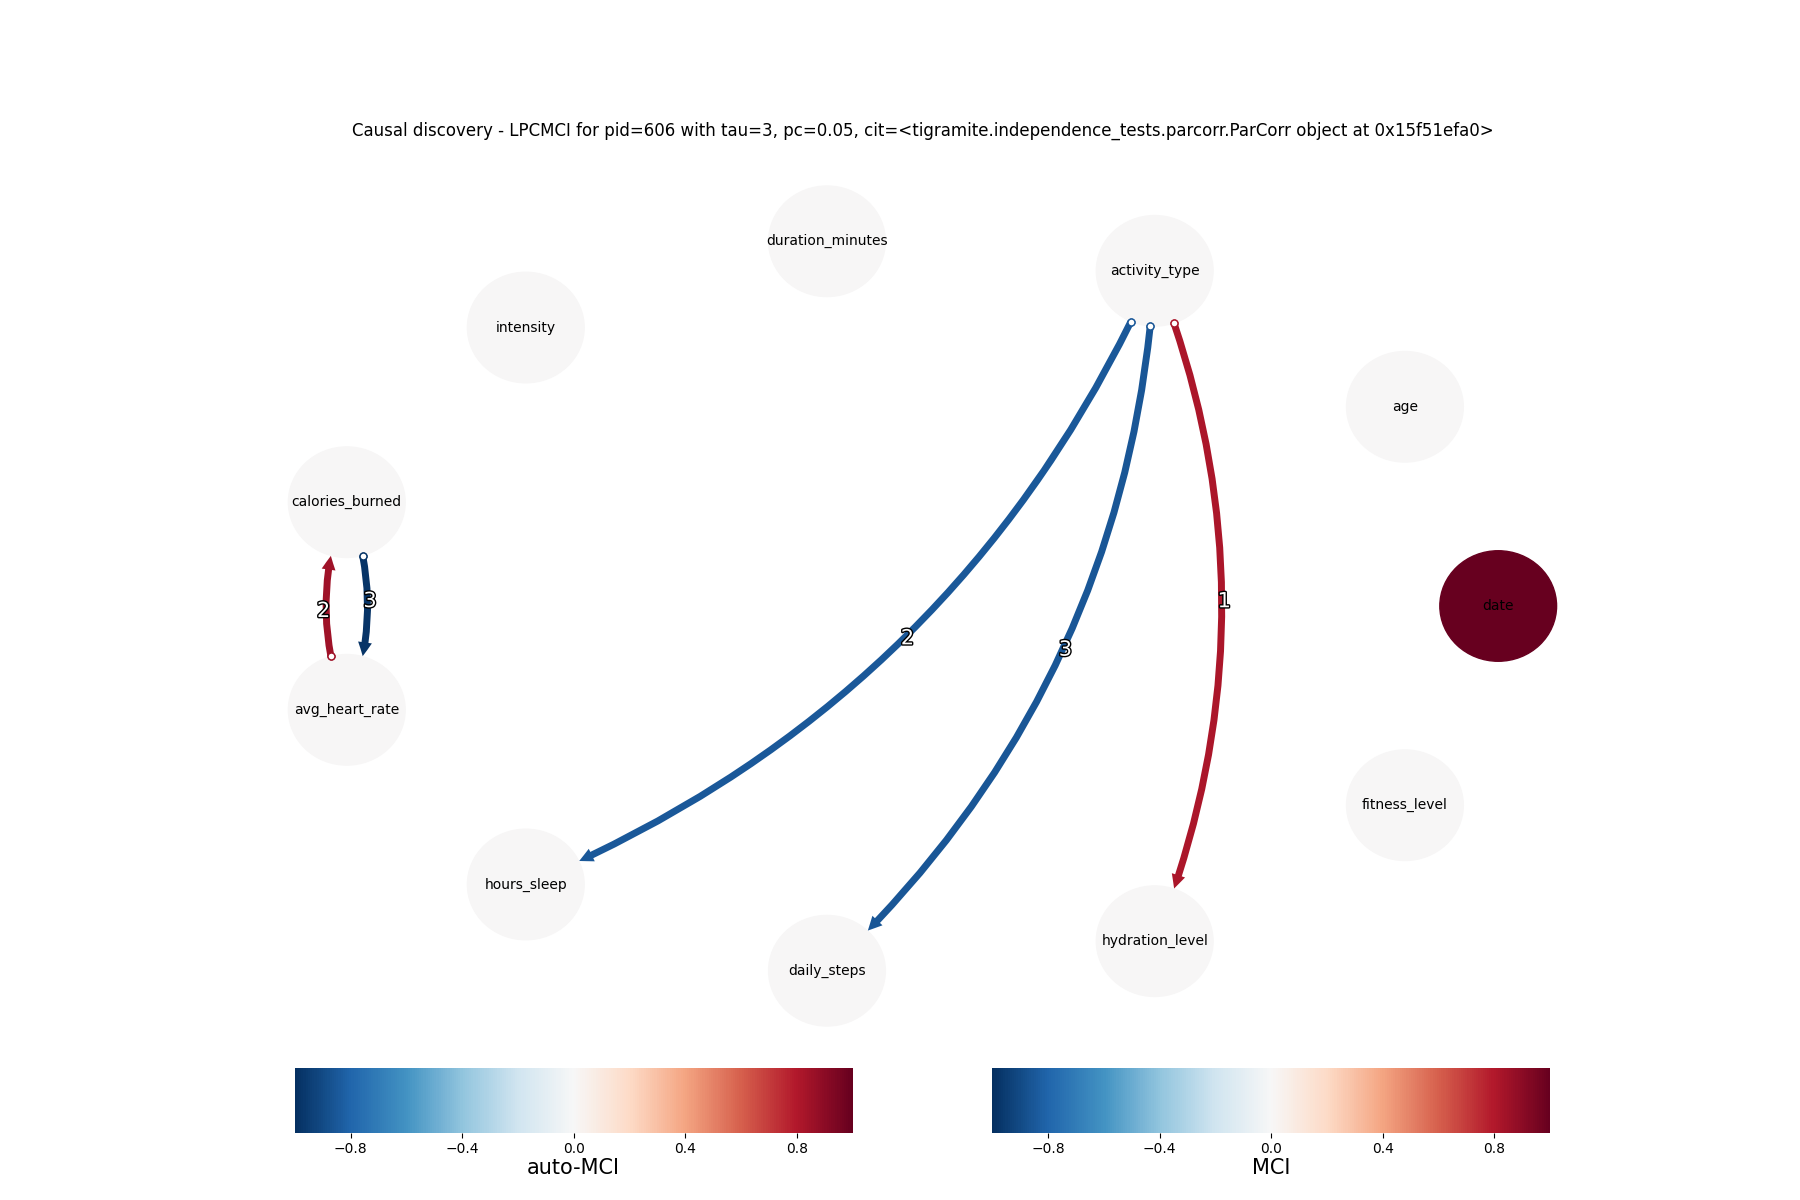 Causal discovery - LPCMCI for pid=606 with tau=3, pc=0.05, cit=<tigramite.independence_tests.parcorr.ParCorr object at 0x15f51efa0>
duration_minutes
activity_type
intensity
age
calories_burned
2
3
1
date
2
3
avg_heart_rate
fitness_level
hours_sleep
hydration_level
daily_steps
−0.8 −0.4 0.0 0.4 0.8
auto-MCI
−0.8 −0.4 0.0 0.4 0.8
MCI